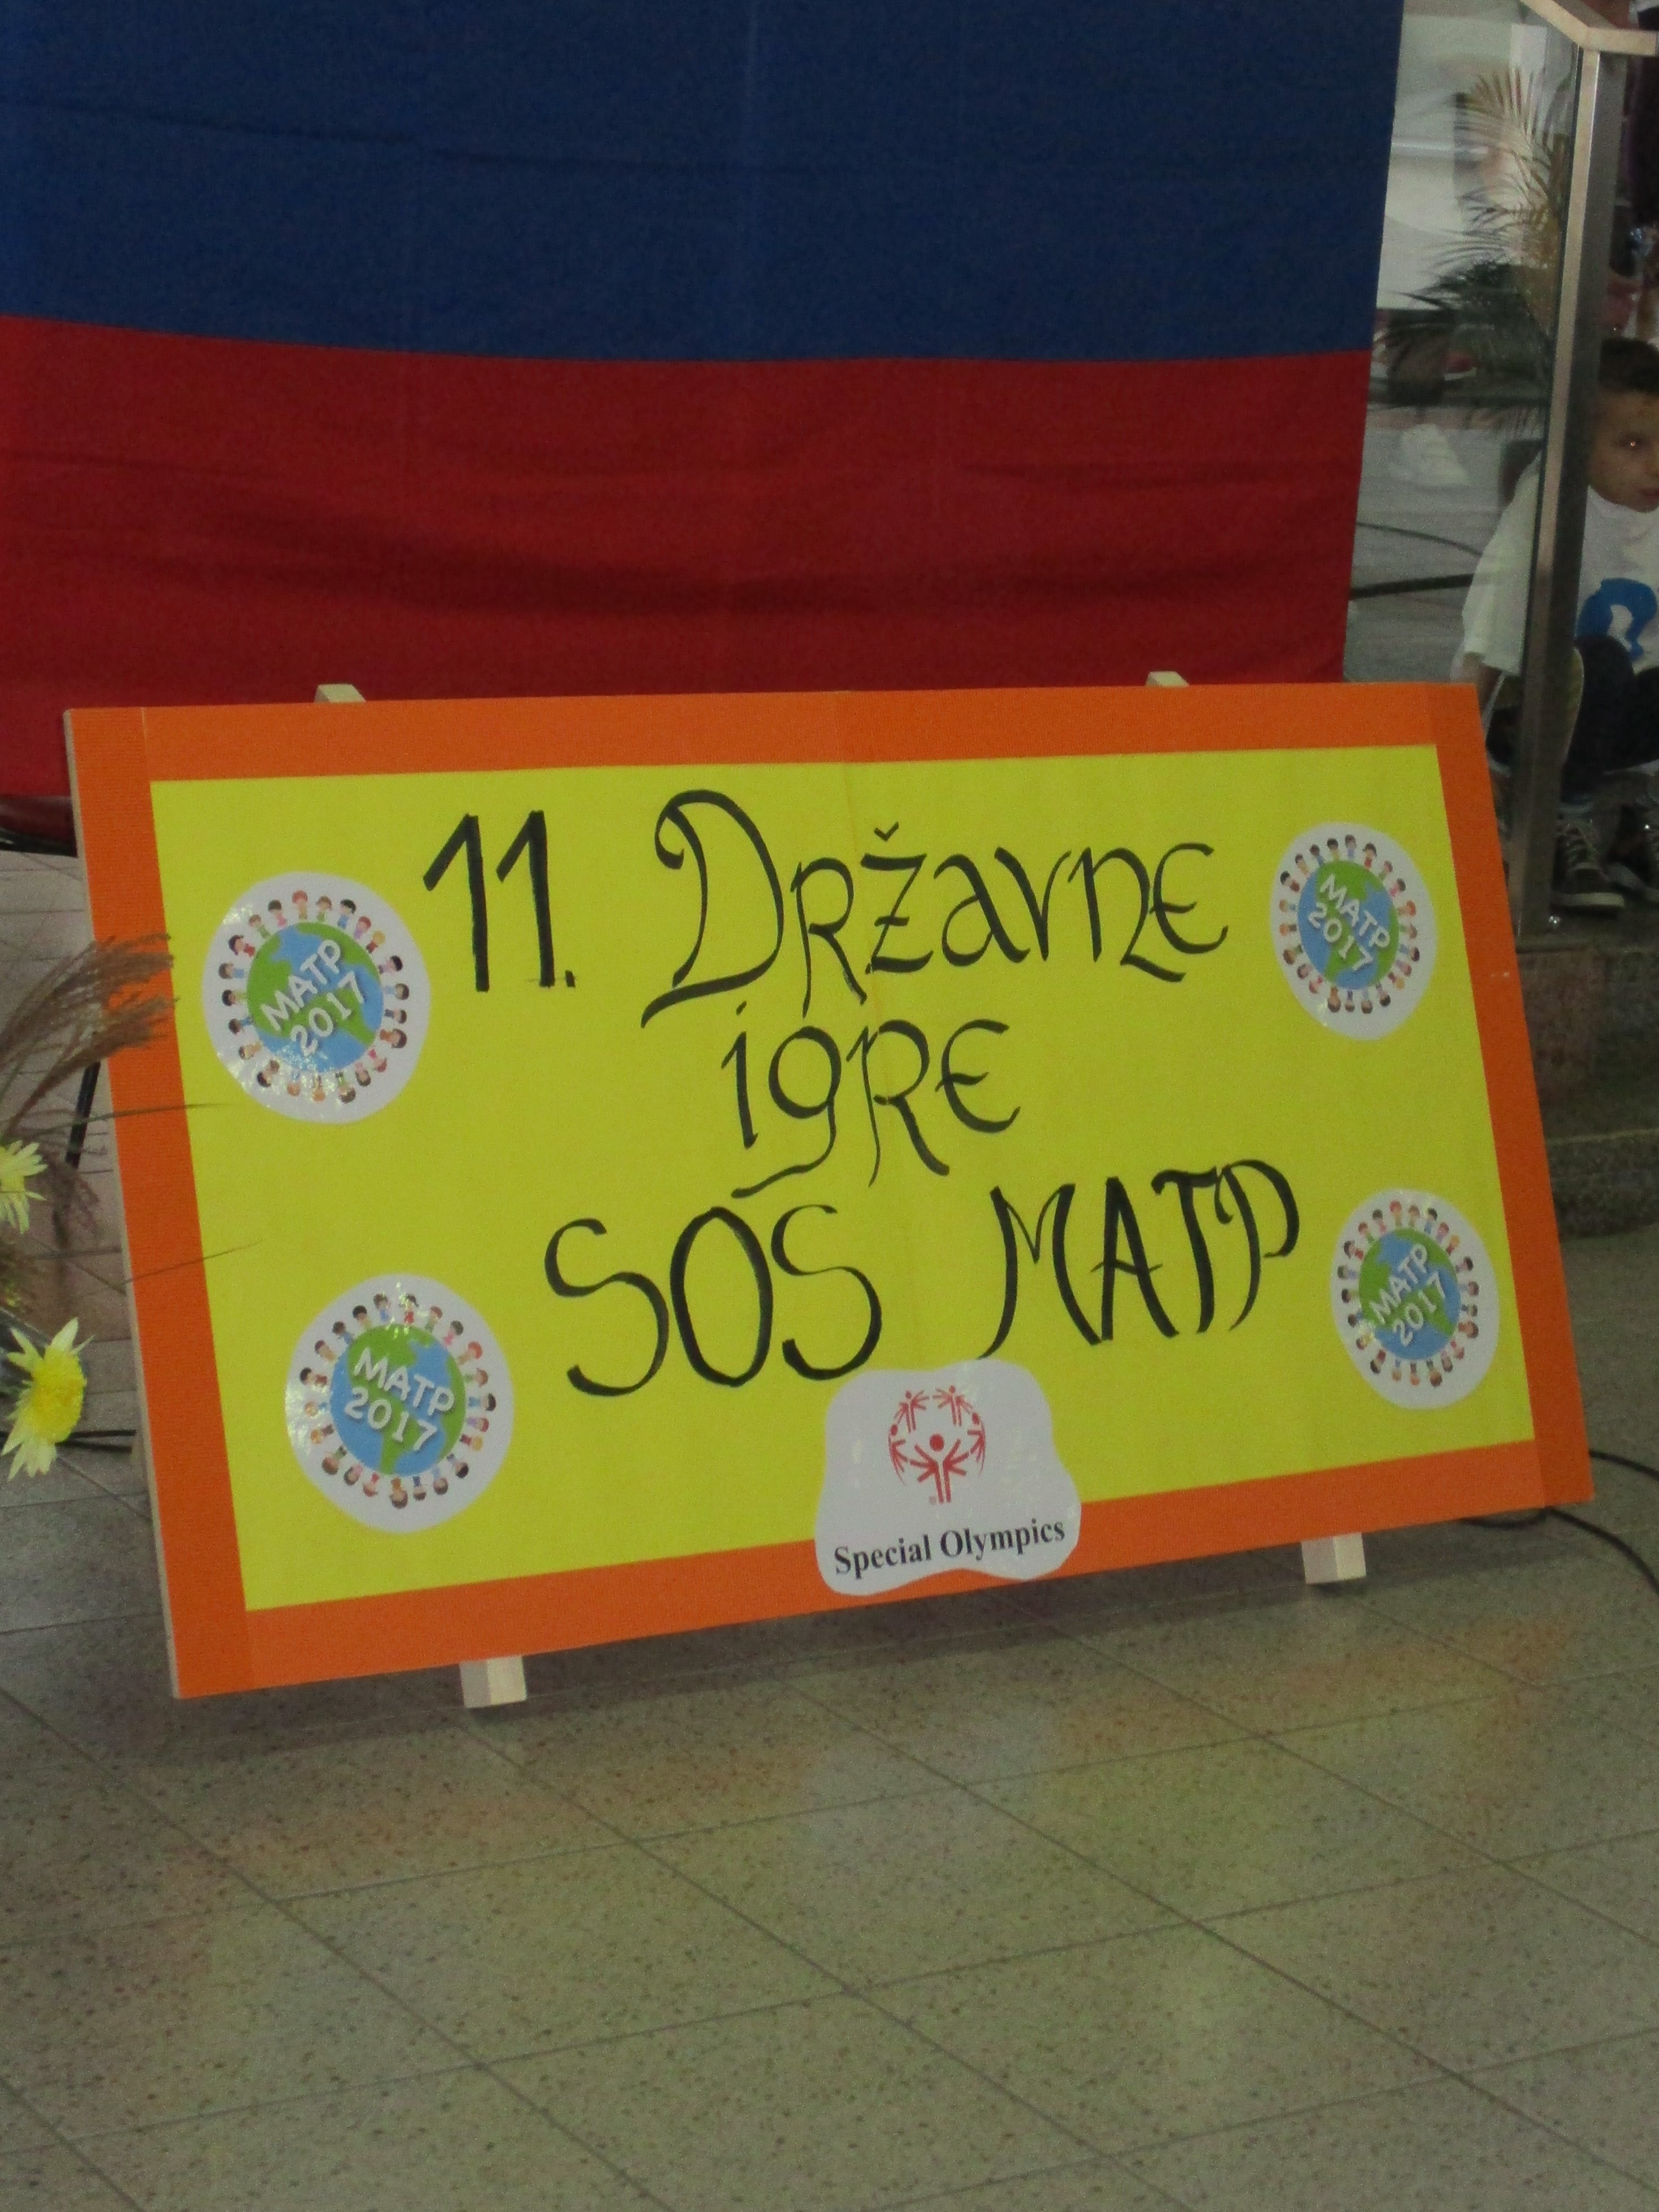 11. Državne
igre
SOS MATP
MATP
2017
MATP
2017
MATP
2017
MATP
2017
Special Olympics